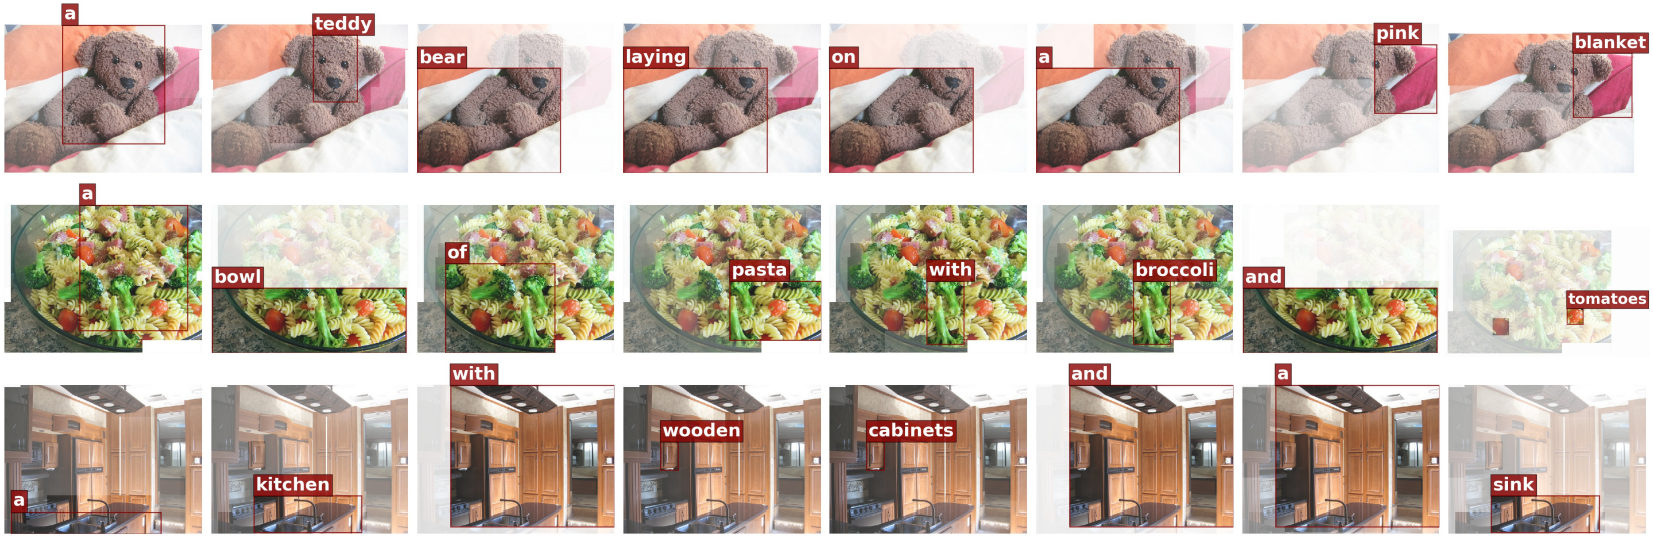 a teddy bear laying on a pink blanket
a bowl of pasta with broccoli and tomatoes
a kitchen with wooden cabinets and a sink